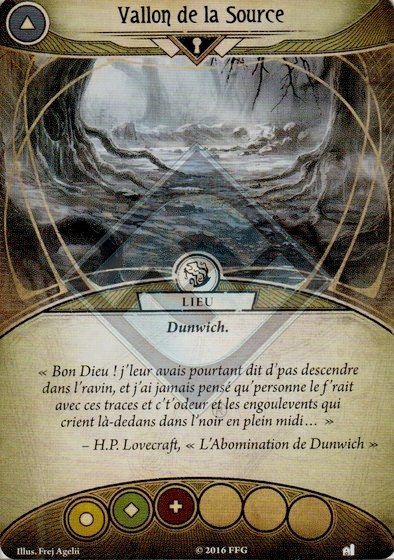 Vallon de la Source
LIEU
Dunwich.
« Bon Dieu ! j'leur avais pourtant dit d'pas descendre
dans l'ravin, et j'ai jamais pensé qu'personne le f'rait
avec ces traces et c't'odeur et les engoulevents qui
crient là-dedans dans l'noir en plein midi… »
– H.P. Lovecraft, « L'Abomination de Dunwich »
Illus. Frej Agelii
© 2016 FFG